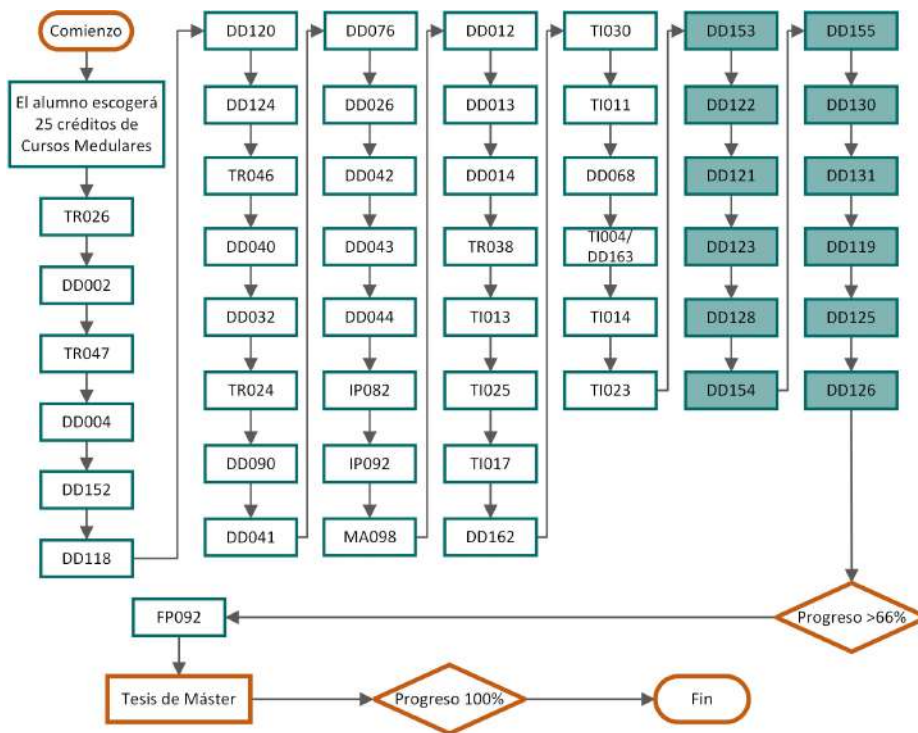 Comienzo
El alumno escogerá
25 créditos de
Cursos Medulares
TR026
DD002
TR047
DD004
DD152
DD118
DD120
DD124
TR046
DD040
DD032
TR024
DD090
DD041
DD076
DD026
DD042
DD043
DD044
IP082
IP092
MA098
DD012
DD013
DD014
TR038
TI013
TI025
TI017
DD162
TI030
TI011
DD068
TI004/
DD163
TI014
TI023
DD153
DD122
DD121
DD123
DD128
DD154
DD155
DD130
DD131
DD119
DD125
DD126
Progreso >66%
FP092
Tesis de Máster
Progreso 100%
Fin